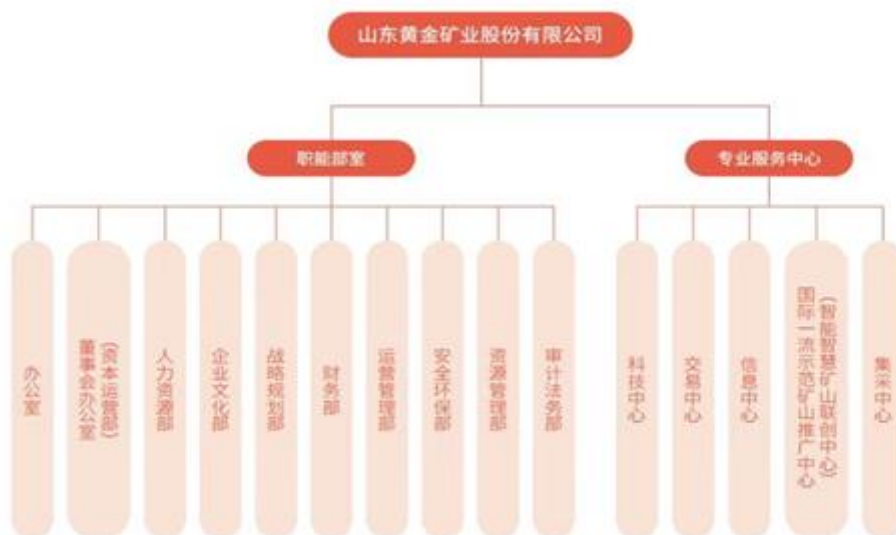 山东黄金矿业股份有限公司
职能部室
专业服务中心
办公室
董事会办公室
（资本运营部）
人力资源部
企业文化部
战略规划部
财务部
运营管理部
安全环保部
资源管理部
审计法务部
科技中心
交易中心
信息中心
国际一流示范矿山推广中心
（智能智慧矿山联创中心）
集采中心